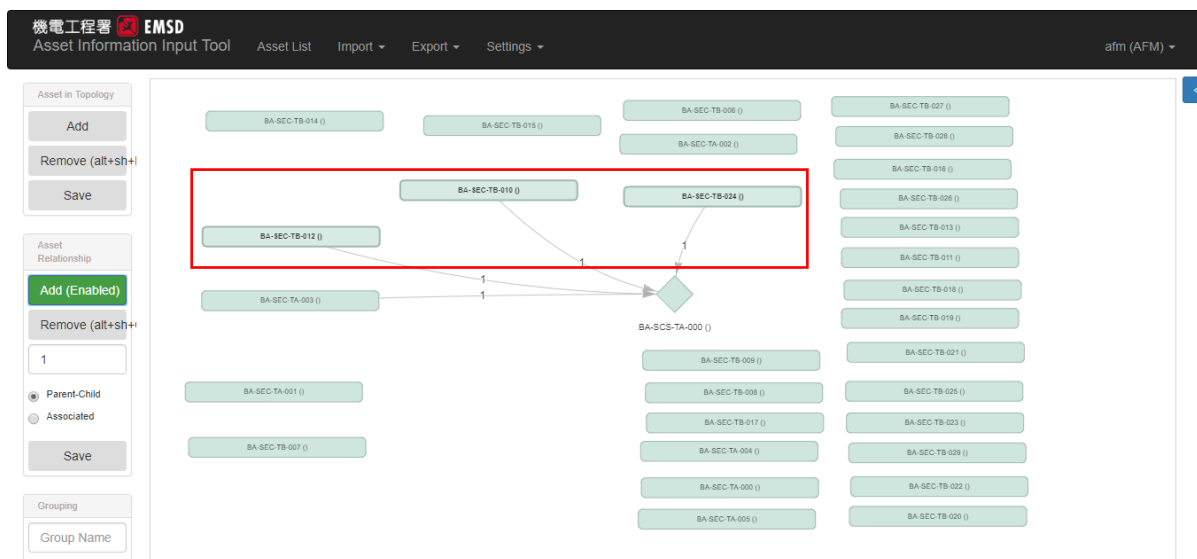 機電工程署 EMSD
Asset Information Input Tool Asset List Import Export Settings afm (AFM)
Asset in Topology
Add
Remove (alt+sh+
Save
Asset
Relationship
Add (Enabled)
Remove (alt+sh+
1
Parent-Child
Associated
Save
Grouping
Group Name
BA-SEC-TB-014 ()
BA-SEC-TB-015 ()
BA-SEC-TB-006 ()
BA-SEC-TA-002 ()
BA-SEC-TB-010 ()
BA-SEC-TB-024 ()
BA-SEC-TB-012 ()
1
1
1
1
BA-SEC-TA-003 ()
BA-SCS-TA-000 ()
BA-SEC-TA-001 ()
BA-SEC-TB-007 ()
BA-SEC-TB-009 ()
BA-SEC-TB-008 ()
BA-SEC-TB-017 ()
BA-SEC-TA-004 ()
BA-SEC-TA-000 ()
BA-SEC-TA-005 ()
BA-SEC-TB-027 ()
BA-SEC-TB-028 ()
BA-SEC-TB-016 ()
BA-SEC-TB-026 ()
BA-SEC-TB-013 ()
BA-SEC-TB-011 ()
BA-SEC-TB-018 ()
BA-SEC-TB-019 ()
BA-SEC-TB-021 ()
BA-SEC-TB-025 ()
BA-SEC-TB-023 ()
BA-SEC-TB-029 ()
BA-SEC-TB-022 ()
BA-SEC-TB-020 ()